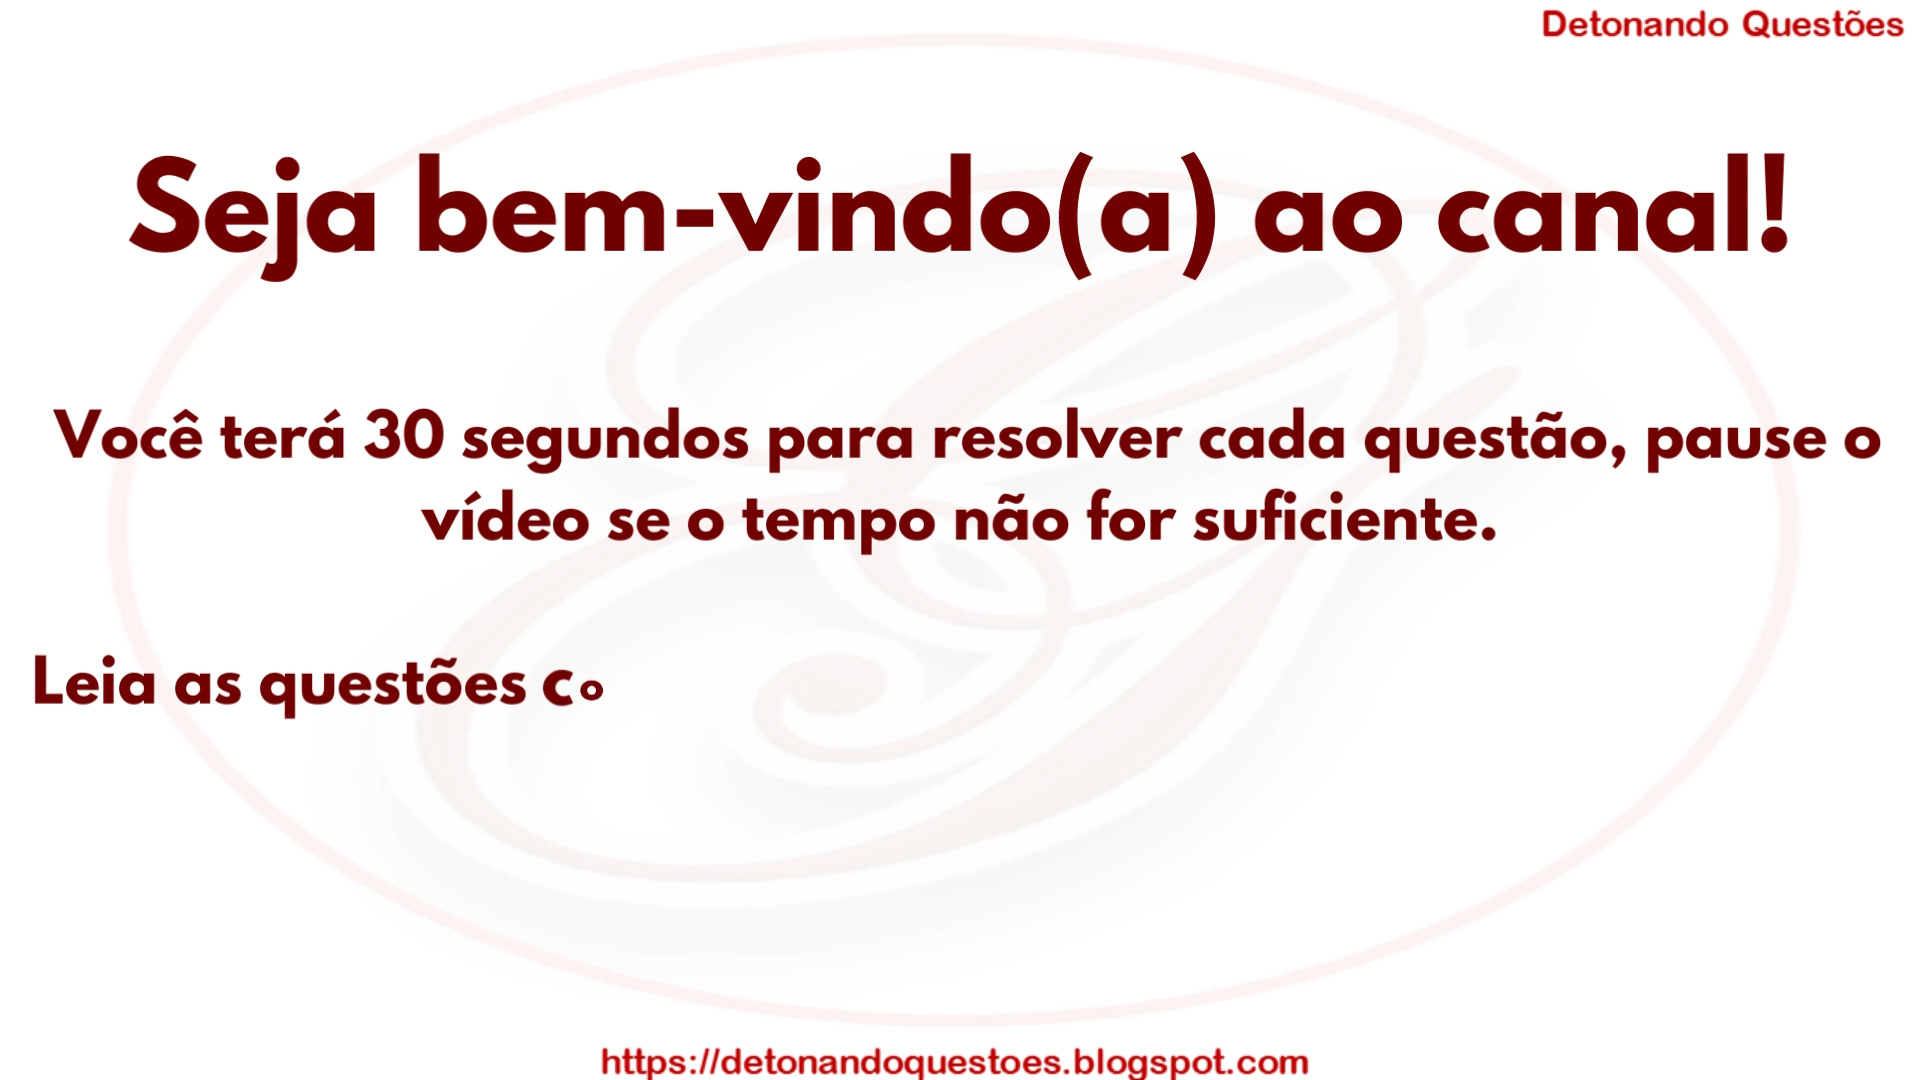 Detonando Questões
Seja bem-vindo(a) ao canal!
Você terá 30 segundos para resolver cada questão, pause o
vídeo se o tempo não for suficiente.
Leia as questões co
https://detonandoquestoes.blogspot.com